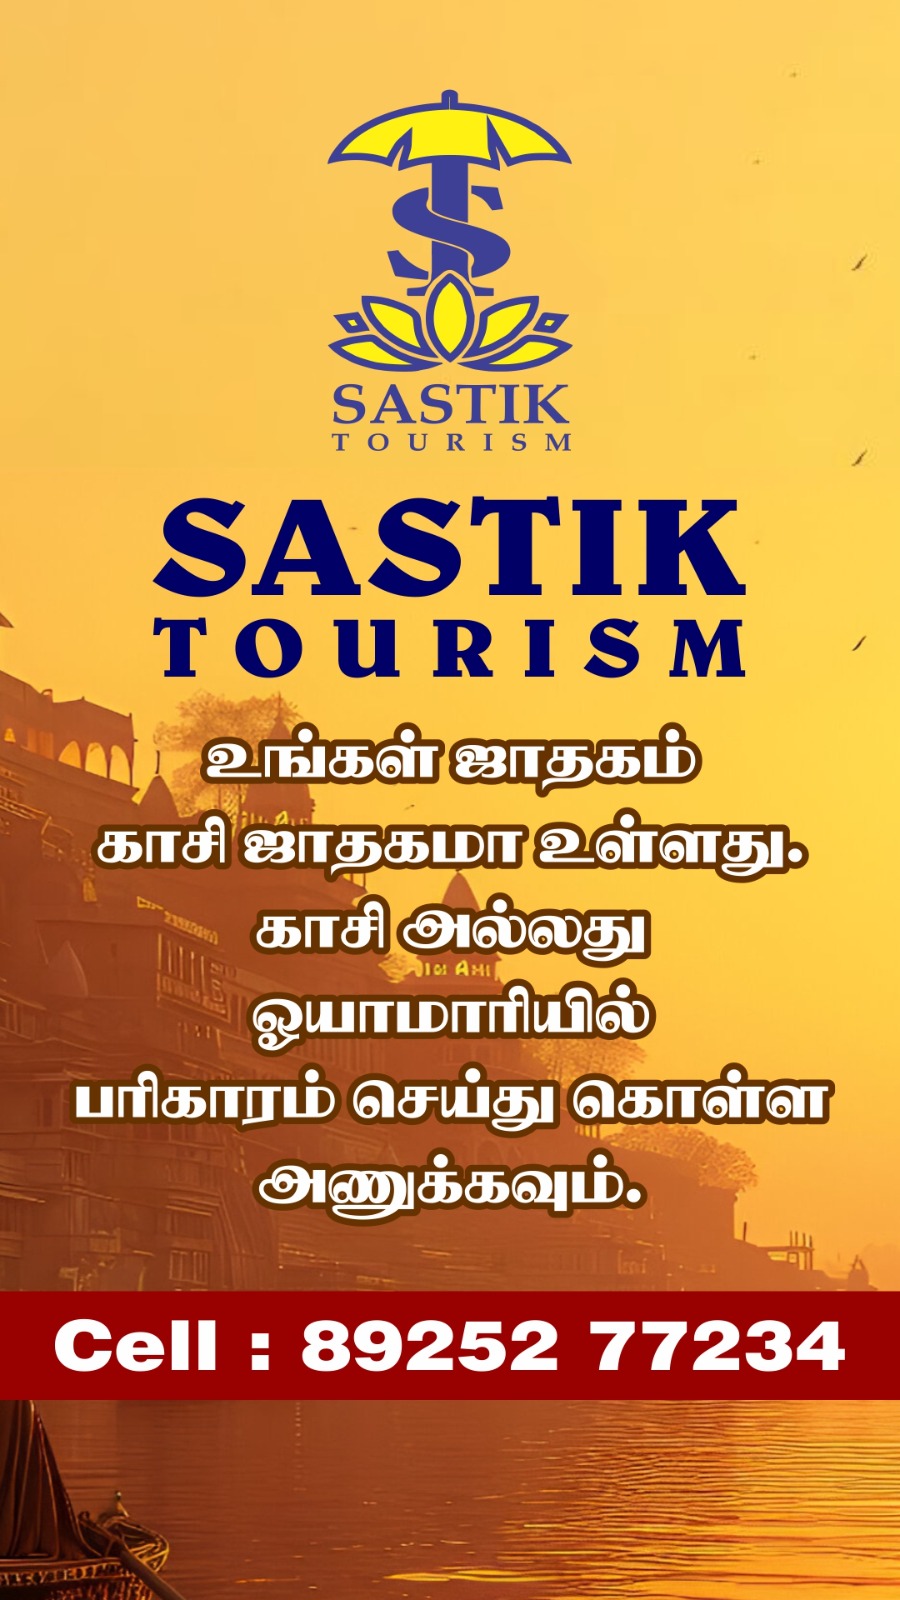 SASTIK
TOURISM
SASTIK
TOURISM
உங்கள் ஜாதகம்
காசி ஜாதகமா உள்ளது.
காசி அல்லது
ஓயாமாரியில்
பரிகாரம் செய்து கொள்ள
அணுக்கவும்.
Cell : 89252 77234